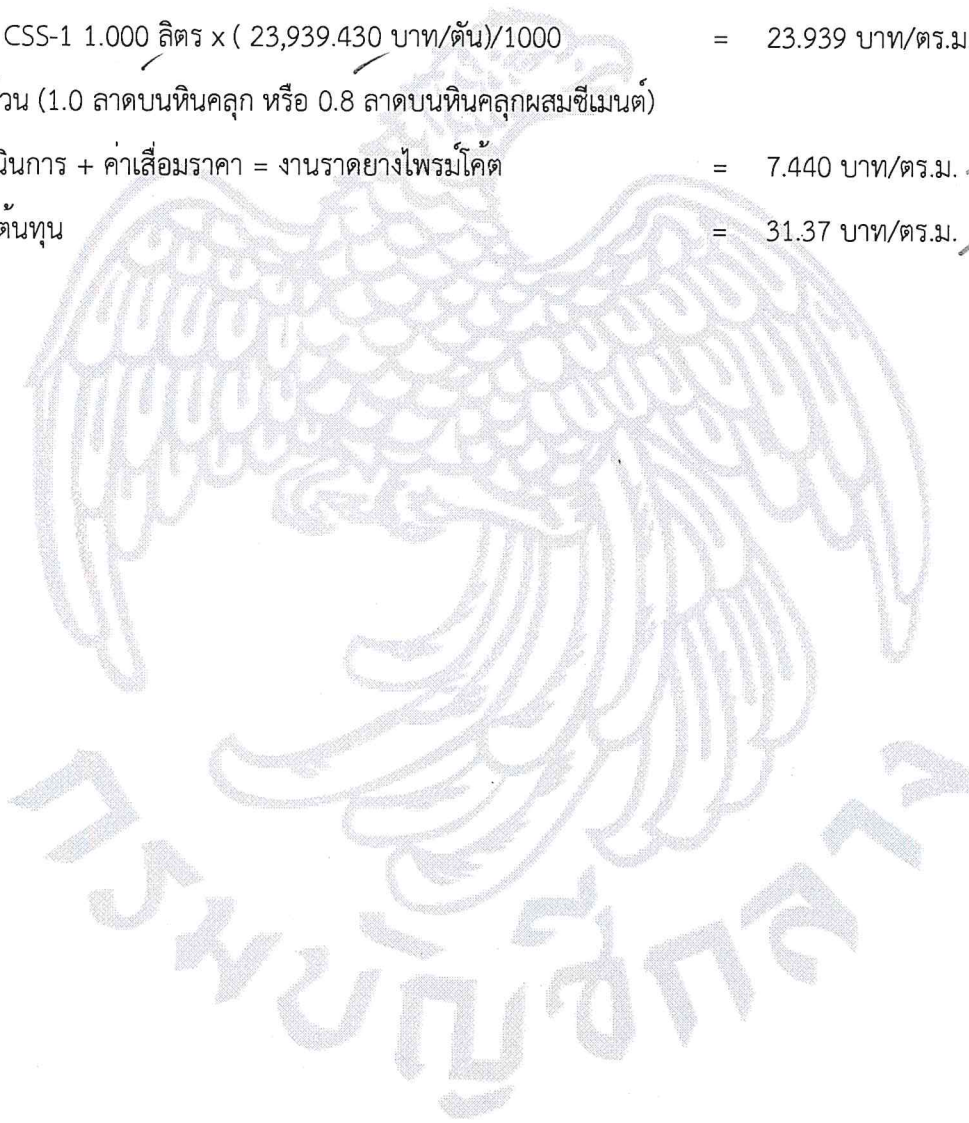 CSS-1 1.000 ลิตร x ( 23,939.430 บาท/ตัน)/1000 = 23.939 บาท/ตร.ม
วน (1.0 ลาดบนหินคลุก หรือ 0.8 ลาดบนหินคลุกผสมซีเมนต์)
นินการ + ค่าเสื่อมราคา = งานราดยางไพรม์โค้ต = 7.440 บาท/ตร.ม.
ต้นทุน = 31.37 บาท/ตร.ม.
กรมบัญชีกลาง